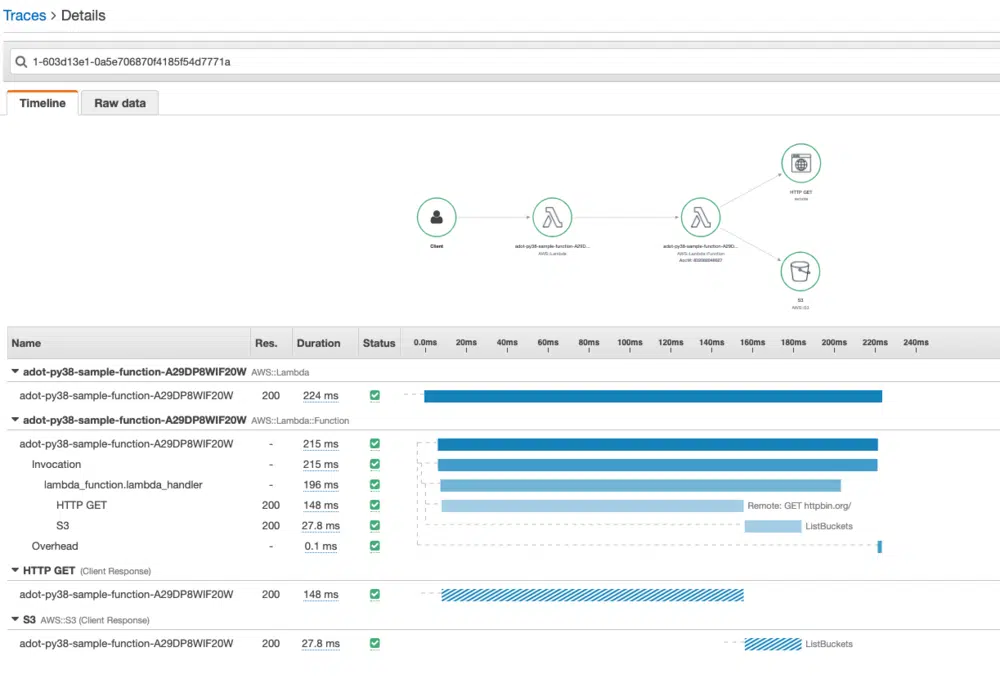 Traces > Details
1-603d13e1-0a5e706870f4185f54d7771a
Timeline Raw data
HTTP GET
Client
adot-py38-sample-function-A29D...
AWS-Lambda
adot-py38-sample-function-A29D...
AWS-Lambda-Function
S3
AWS-S3
Name Res. Duration Status 0.0ms 20ms 40ms 60ms 80ms 100ms 120ms 140ms 160ms 180ms 200ms 220ms 240ms
adot-py38-sample-function-A29DP8WIF20W AWS::Lambda
adot-py38-sample-function-A29DP8WIF20W 200 224 ms
adot-py38-sample-function-A29DP8WIF20W AWS::Lambda::Function
adot-py38-sample-function-A29DP8WIF20W - 215 ms
Invocation - 215 ms
lambda_function.lambda_handler - 196 ms
HTTP GET 200 148 ms Remote: GET httpbin.org/
S3 200 27.8 ms ListBuckets
Overhead - 0.1 ms
HTTP GET (Client Response)
adot-py38-sample-function-A29DP8WIF20W 200 148 ms
S3 AWS::S3 (Client Response)
adot-py38-sample-function-A29DP8WIF20W 200 27.8 ms ListBuckets